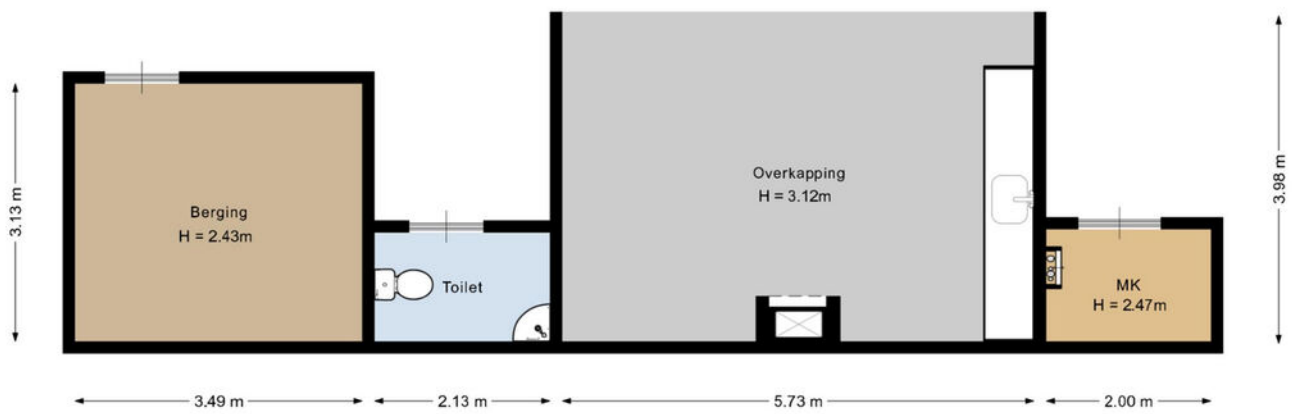 Berging
H = 2.43m
Toilet
Overkapping
H = 3.12m
MK
H = 2.47m
3.13 m
3.98 m
3.49 m
2.13 m
5.73 m
2.00 m